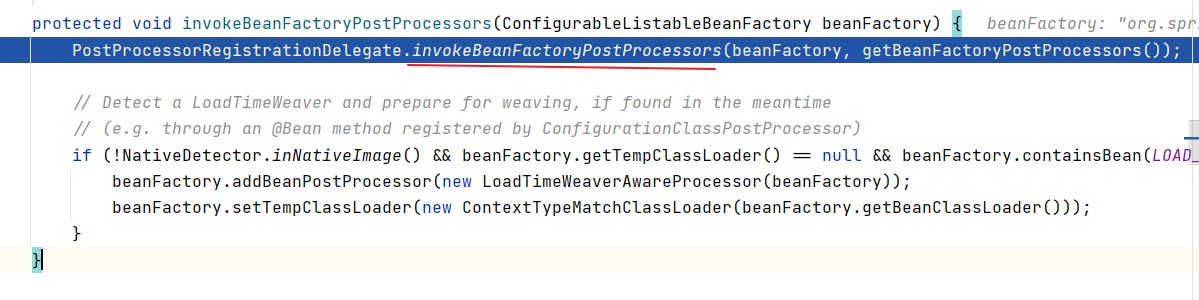 protected void invokeBeanFactoryPostProcessors(ConfigurableListableBeanFactory beanFactory) {   beanFactory: "org.spr
PostProcessorRegistrationDelegate.invokeBeanFactoryPostProcessors(beanFactory, getBeanFactoryPostProcessors());
// Detect a LoadTimeWeaver and prepare for weaving, if found in the meantime
// (e.g. through an @Bean method registered by ConfigurationClassPostProcessor)
if (!NativeDetector.inNativeImage() && beanFactory.getTempClassLoader() == null && beanFactory.containsBean(LOAD_
beanFactory.addBeanPostProcessor(new LoadTimeWeaverAwareProcessor(beanFactory));
beanFactory.setTempClassLoader(new ContextTypeMatchClassLoader(beanFactory.getBeanClassLoader()));
}
}